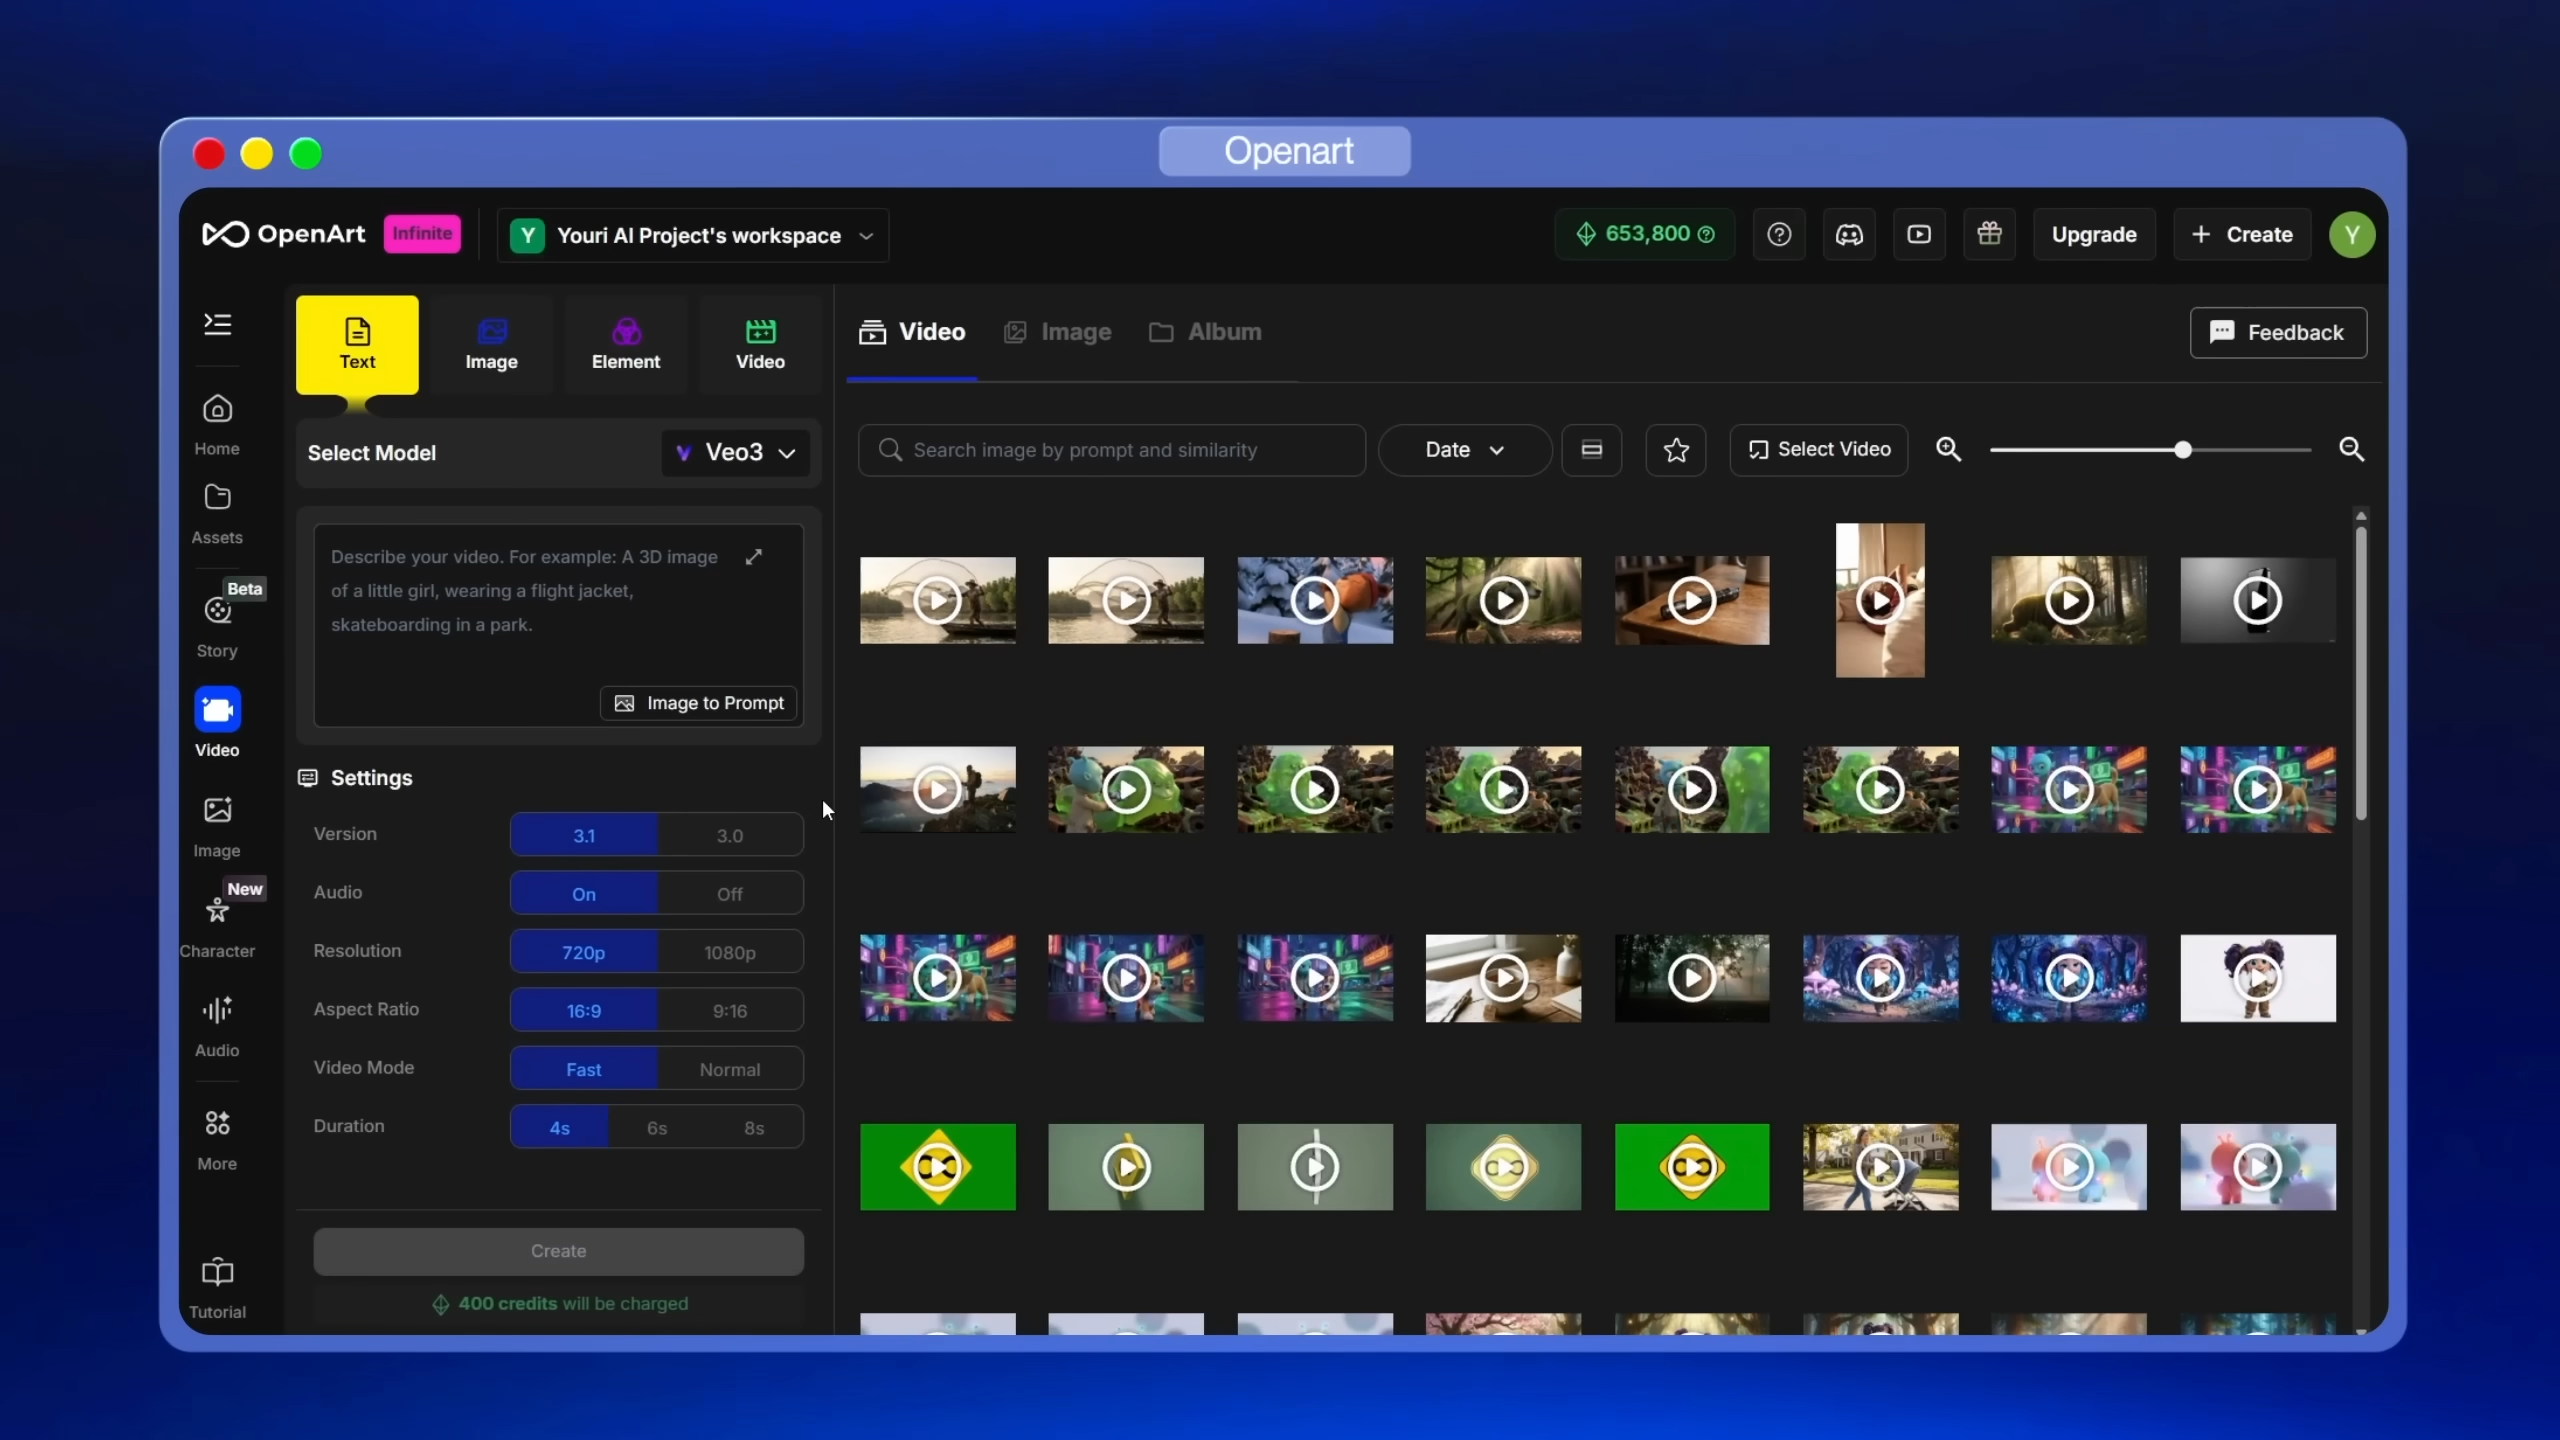 Openart
OpenArt
Infinite
Y
Youri AI Project's workspace
653,800
Upgrade
+ Create
Y
Text
Image
Element
Video
Video
Image
Album
Feedback
Home
Assets
Beta
Story
Video
Image
New
Character
Audio
More
Tutorial
Select Model
Veo3
Describe your video. For example: A 3D image
of a little girl, wearing a flight jacket,
skateboarding in a park.
Image to Prompt
Settings
Version
3.1
3.0
Audio
On
Off
Resolution
720p
1080p
Aspect Ratio
16:9
9:16
Video Mode
Fast
Normal
Duration
4s
6s
8s
Create
400 credits will be charged
Search image by prompt and similarity
Date
Select Video